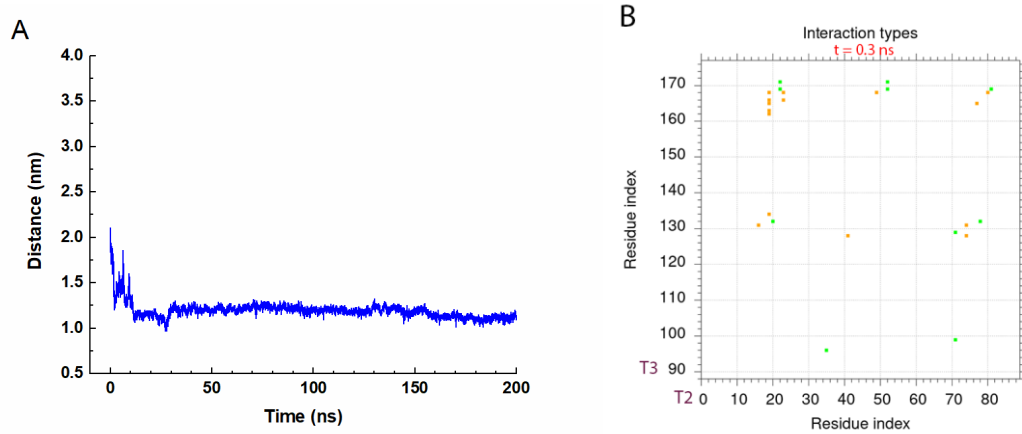 A
4.0
3.5
3.0
2.5
2.0
1.5
1.0
0.5
Distance (nm)
0 50 100 150 200
Time (ns)
B
Interaction types
t = 0.3 ns
170
160
150
140
130
120
110
100
90
Residue index
T3
T2
0 10 20 30 40 50 60 70 80
Residue index